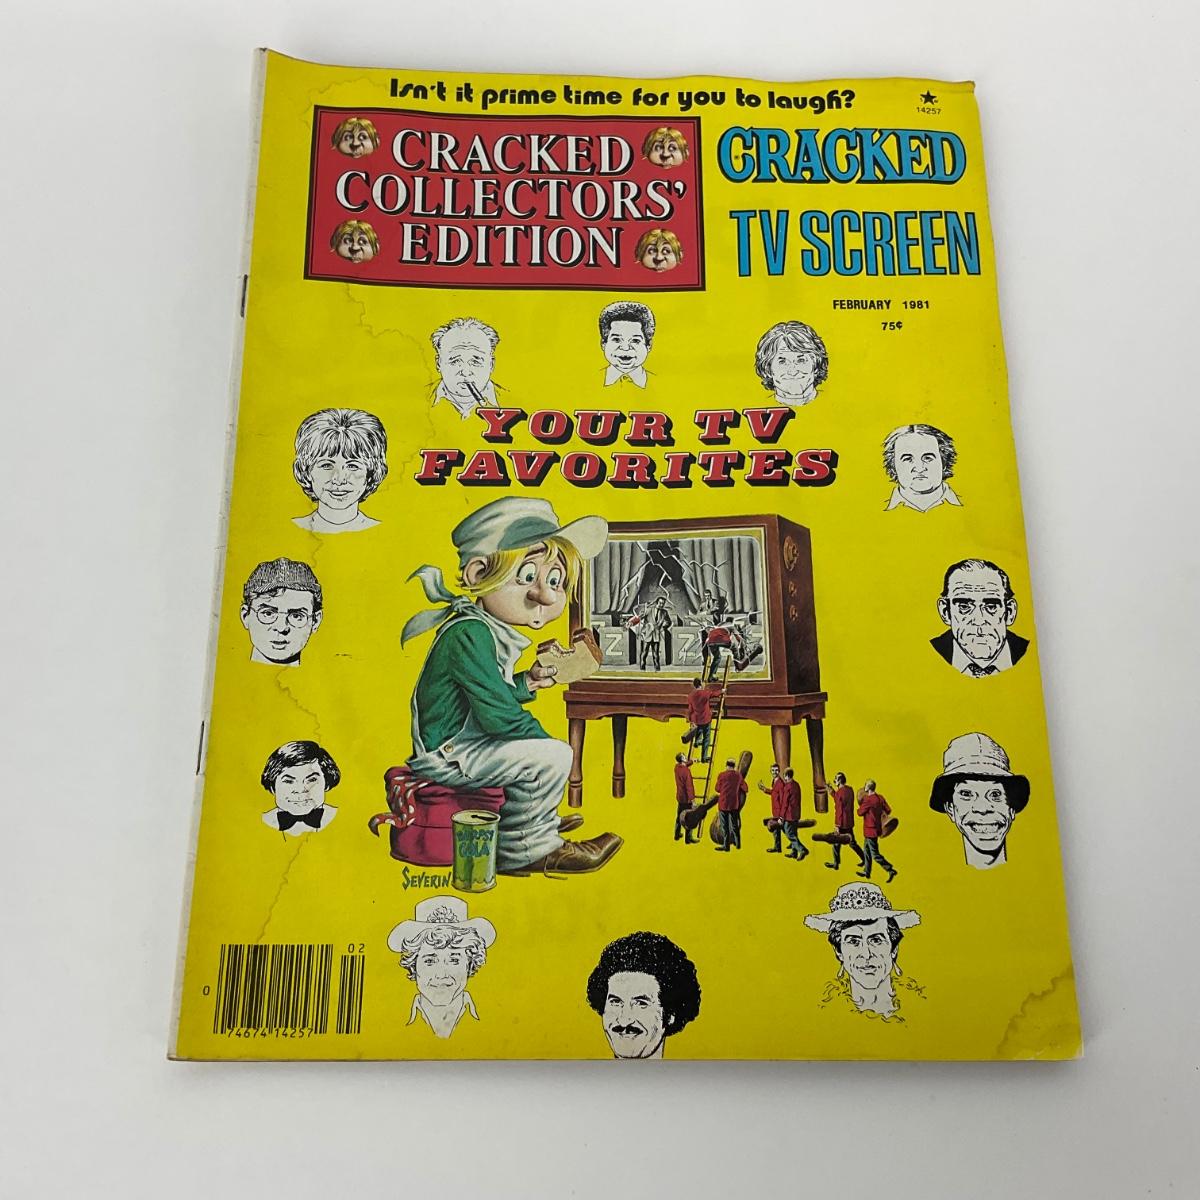 Isn't it prime time for you to laugh?
14257
CRACKED
COLLECTORS'
EDITION
CRACKED
TV SCREEN
FEBRUARY 1981
75¢
YOUR TV
FAVORITES
Z
Z
COLA
SEVERIN
02
0
74674 14257